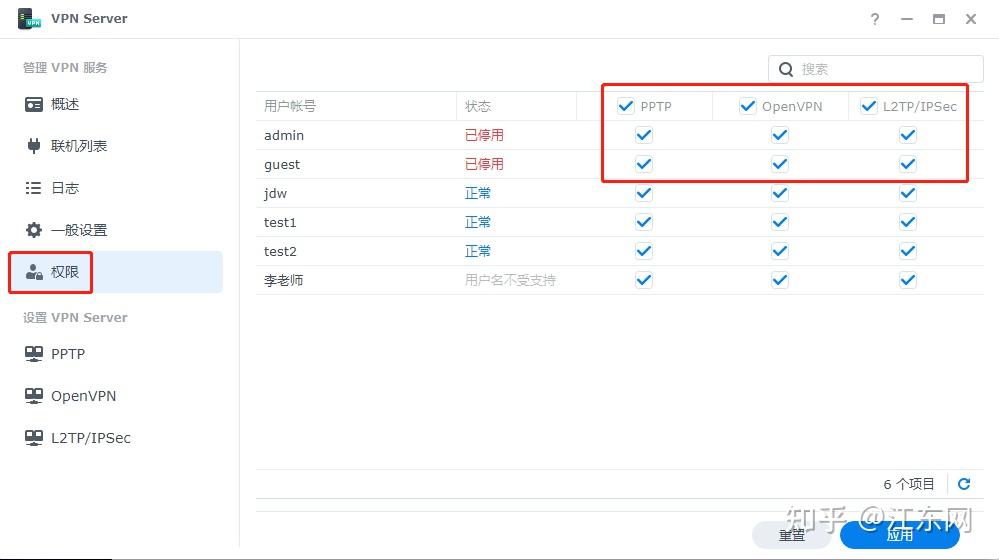 VPN Server
管理 VPN 服务
概述
联机列表
日志
一般设置
权限
设置 VPN Server
PPTP
OpenVPN
L2TP/IPSec
搜索
用户帐号 状态 PPTP OpenVPN L2TP/IPSec
admin 已停用
guest 已停用
jdw 正常
test1 正常
test2 正常
李老师 用户名不受支持
6 个项目
重置 应用
知乎 @江东网